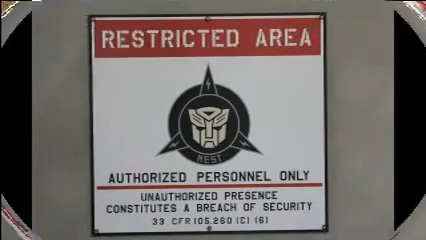 RESTRICTED AREA
NEST
AUTHORIZED PERSONNEL ONLY
UNAUTHORIZED PRESENCE
CONSTITUTES A BREACH OF SECURITY
33 CFR 105.260 (C) (6)